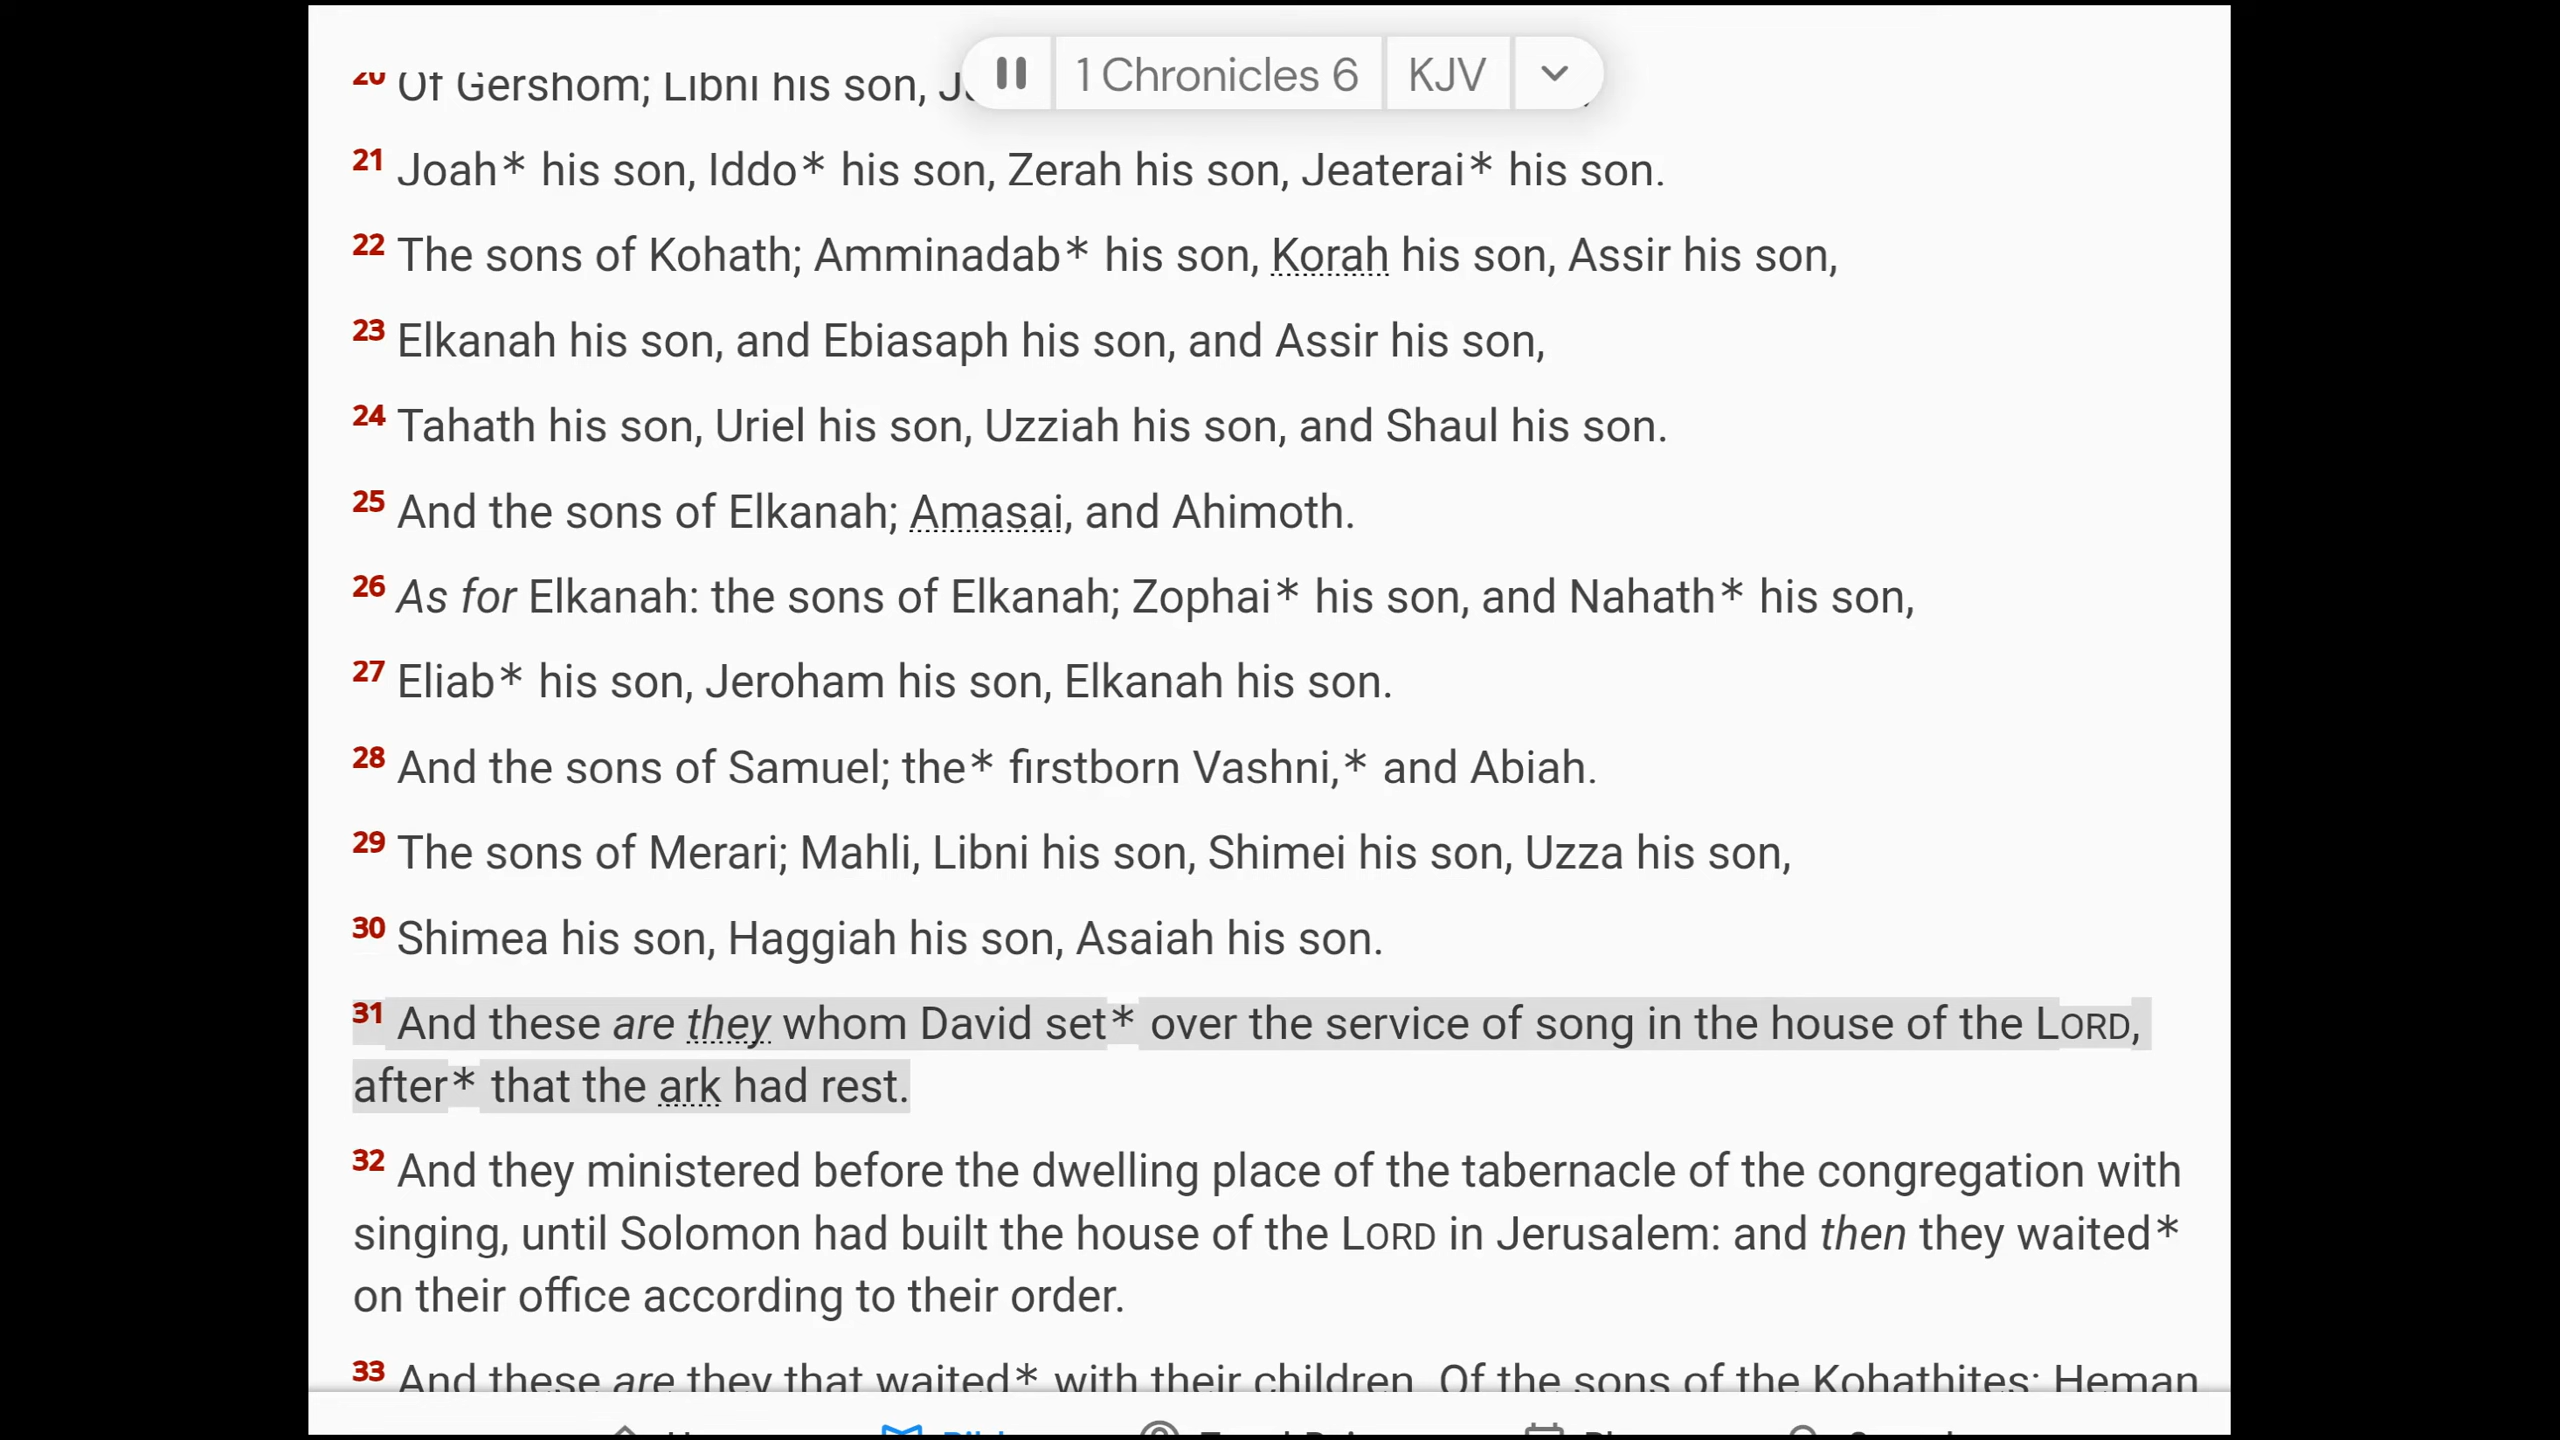 1 Chronicles 6 KJV
20 Of Gershom; Libni his son,
21 Joah* his son, Iddo* his son, Zerah his son, Jeaterai* his son.
22 The sons of Kohath; Amminadab* his son, Korah his son, Assir his son,
23 Elkanah his son, and Ebiasaph his son, and Assir his son,
24 Tahath his son, Uriel his son, Uzziah his son, and Shaul his son.
25 And the sons of Elkanah; Amasai, and Ahimoth.
26 As for Elkanah: the sons of Elkanah; Zophai* his son, and Nahath* his son,
27 Eliab* his son, Jeroham his son, Elkanah his son.
28 And the sons of Samuel; the* firstborn Vashni,* and Abiah.
29 The sons of Merari; Mahli, Libni his son, Shimei his son, Uzza his son,
30 Shimea his son, Haggiah his son, Asaiah his son.
31 And these are they whom David set* over the service of song in the house of the LORD,
after* that the ark had rest.
32 And they ministered before the dwelling place of the tabernacle of the congregation with
singing, until Solomon had built the house of the LORD in Jerusalem: and then they waited*
on their office according to their order.
33 And these are they that waited* with their children. Of the sons of the Kohathites: Heman